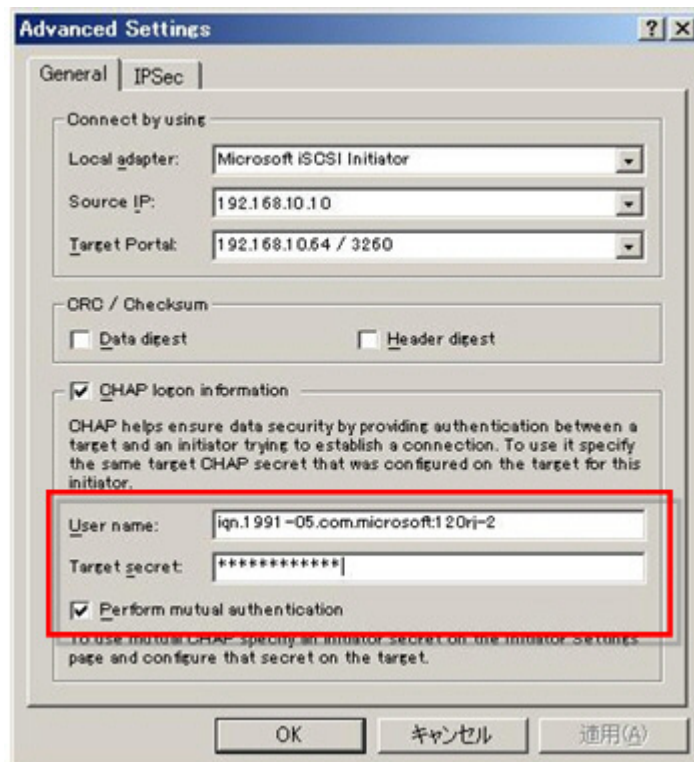 Advanced Settings
General
IPSec
Connect by using
Local adapter: Microsoft iSCSI Initiator
Source IP: 192.168.10.10
Target Portal: 192.168.10.64 / 3260
CRC / Checksum
Data digest
Header digest
CHAP logon information
CHAP helps ensure data security by providing authentication between a
target and an initiator trying to establish a connection. To use it specify
the same target CHAP secret that was configured on the target for this
initiator.
User name: iqn.1991-05.com.microsoft:120rj-2
Target secret: ************
Perform mutual authentication
To use mutual CHAP specify an initiator secret on the Initiator Settings
page and configure that secret on the target.
OK
キャンセル
適用(A)